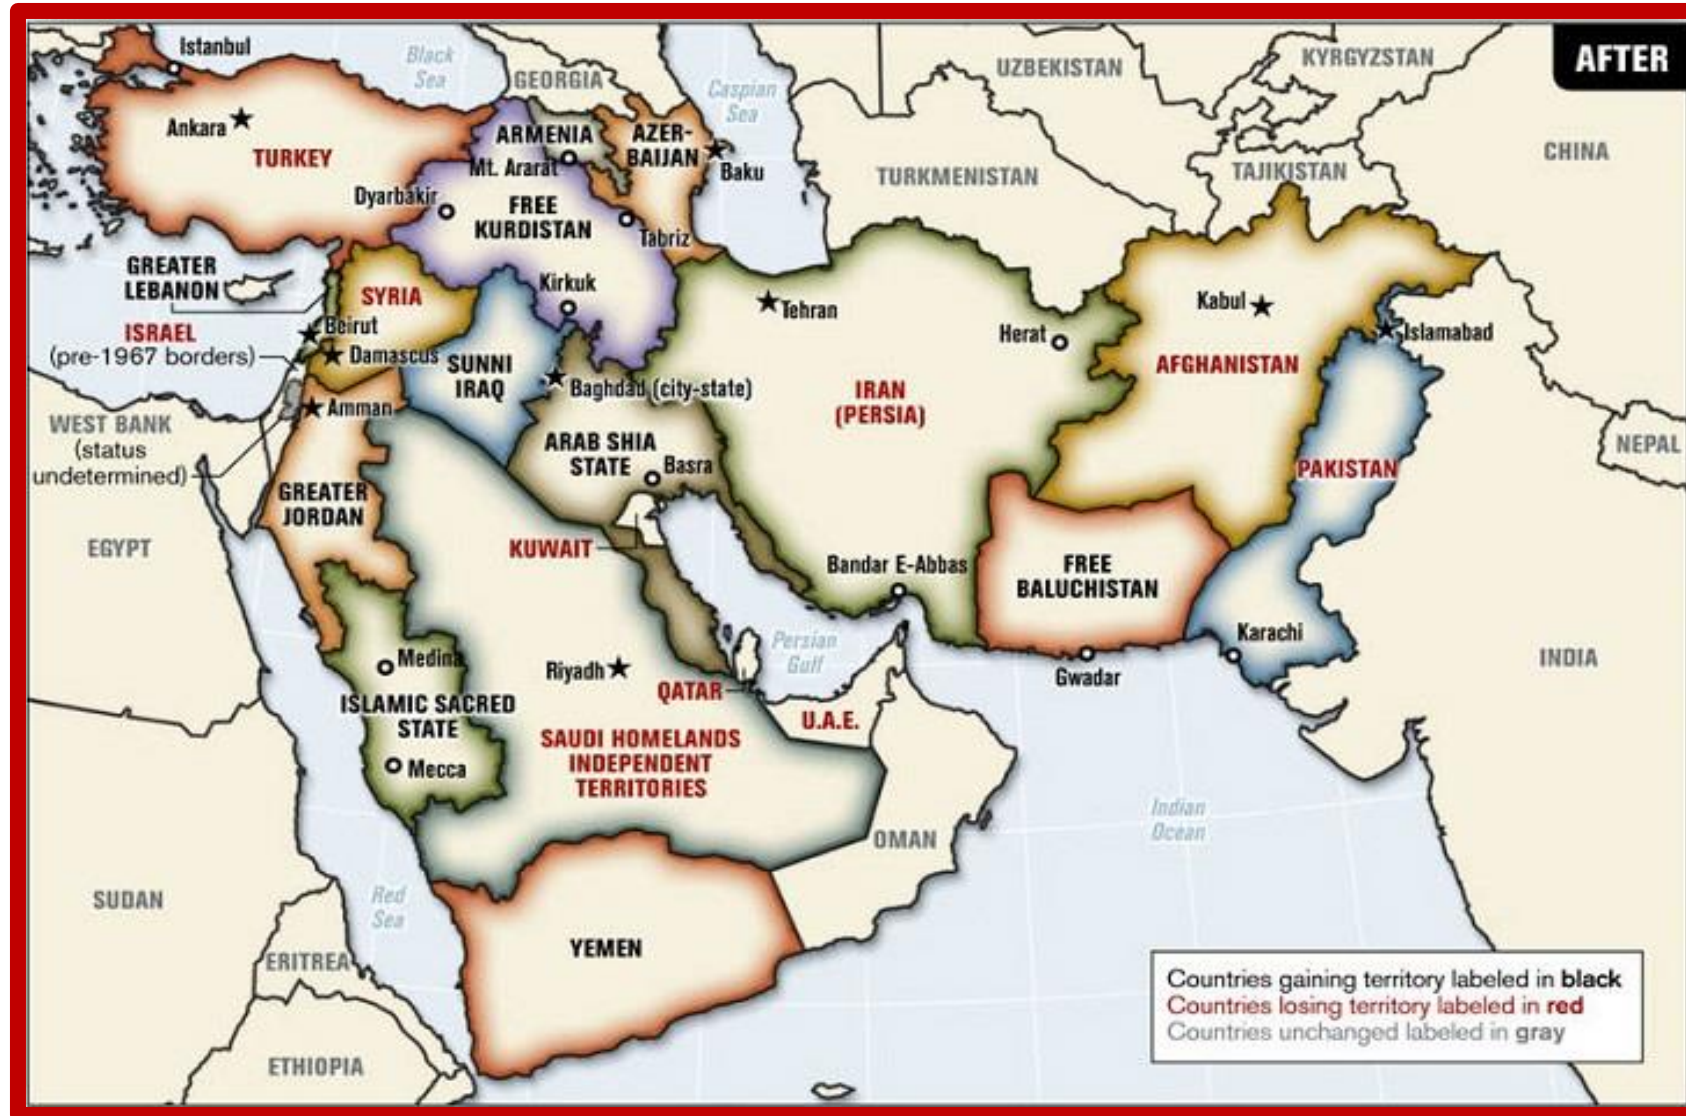 AFTER
Istanbul
Black
Sea
GEORGIA
Caspian
Sea
UZBEKISTAN
KYRGYZSTAN
Ankara
TURKEY
ARMENIA
Mt. Ararat
AZER-
BAIJAN
Baku
TURKMENISTAN
TAJIKISTAN
CHINA
Dyarbakir
FREE
KURDISTAN
Tabriz
GREATER
LEBANON
SYRIA
Kirkuk
Tehran
Herat
Kabul
Islamabad
ISRAEL
(pre-1967 borders)
Beirut
Damascus
SUNNI
IRAQ
Baghdad (city-state)
IRAN
(PERSIA)
AFGHANISTAN
WEST BANK
(status
undetermined)
Amman
ARAB SHIA
STATE
Basra
PAKISTAN
NEPAL
GREATER
JORDAN
EGYPT
KUWAIT
Bandar E-Abbas
FREE
BALUCHISTAN
Persian
Gulf
Karachi
Medina
Riyadh
QATAR
Gwadar
INDIA
ISLAMIC SACRED
STATE
U.A.E.
SAUDI HOMELANDS
INDEPENDENT
TERRITORIES
Mecca
Indian
Ocean
OMAN
SUDAN
Red
Sea
YEMEN
ERITREA
ETHIOPIA
Countries gaining territory labeled in black
Countries losing territory labeled in red
Countries unchanged labeled in gray